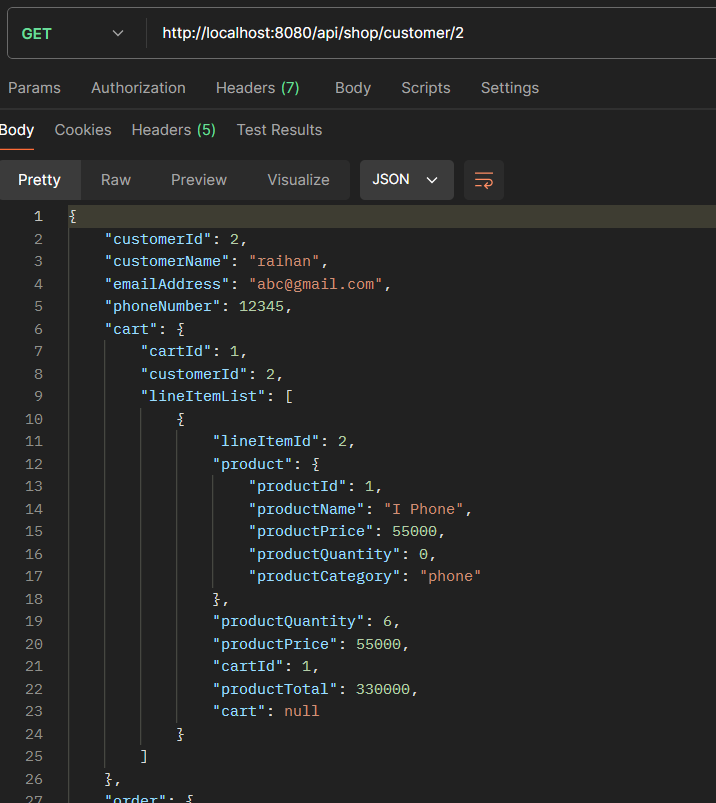 GET http://localhost:8080/api/shop/customer/2
Params Authorization Headers (7) Body Scripts Settings
Body Cookies Headers (5) Test Results
Pretty Raw Preview Visualize JSON
1 {
2 "customerId": 2,
3 "customerName": "raihan",
4 "emailAddress": "abc@gmail.com",
5 "phoneNumber": 12345,
6 "cart": {
7 "cartId": 1,
8 "customerId": 2,
9 "lineItemList": [
10 {
11 "lineItemId": 2,
12 "product": {
13 "productId": 1,
14 "productName": "I Phone",
15 "productPrice": 55000,
16 "productQuantity": 0,
17 "productCategory": "phone"
18 },
19 "productQuantity": 6,
20 "productPrice": 55000,
21 "cartId": 1,
22 "productTotal": 330000,
23 "cart": null
24 }
25 ]
26 },
27 "order": {